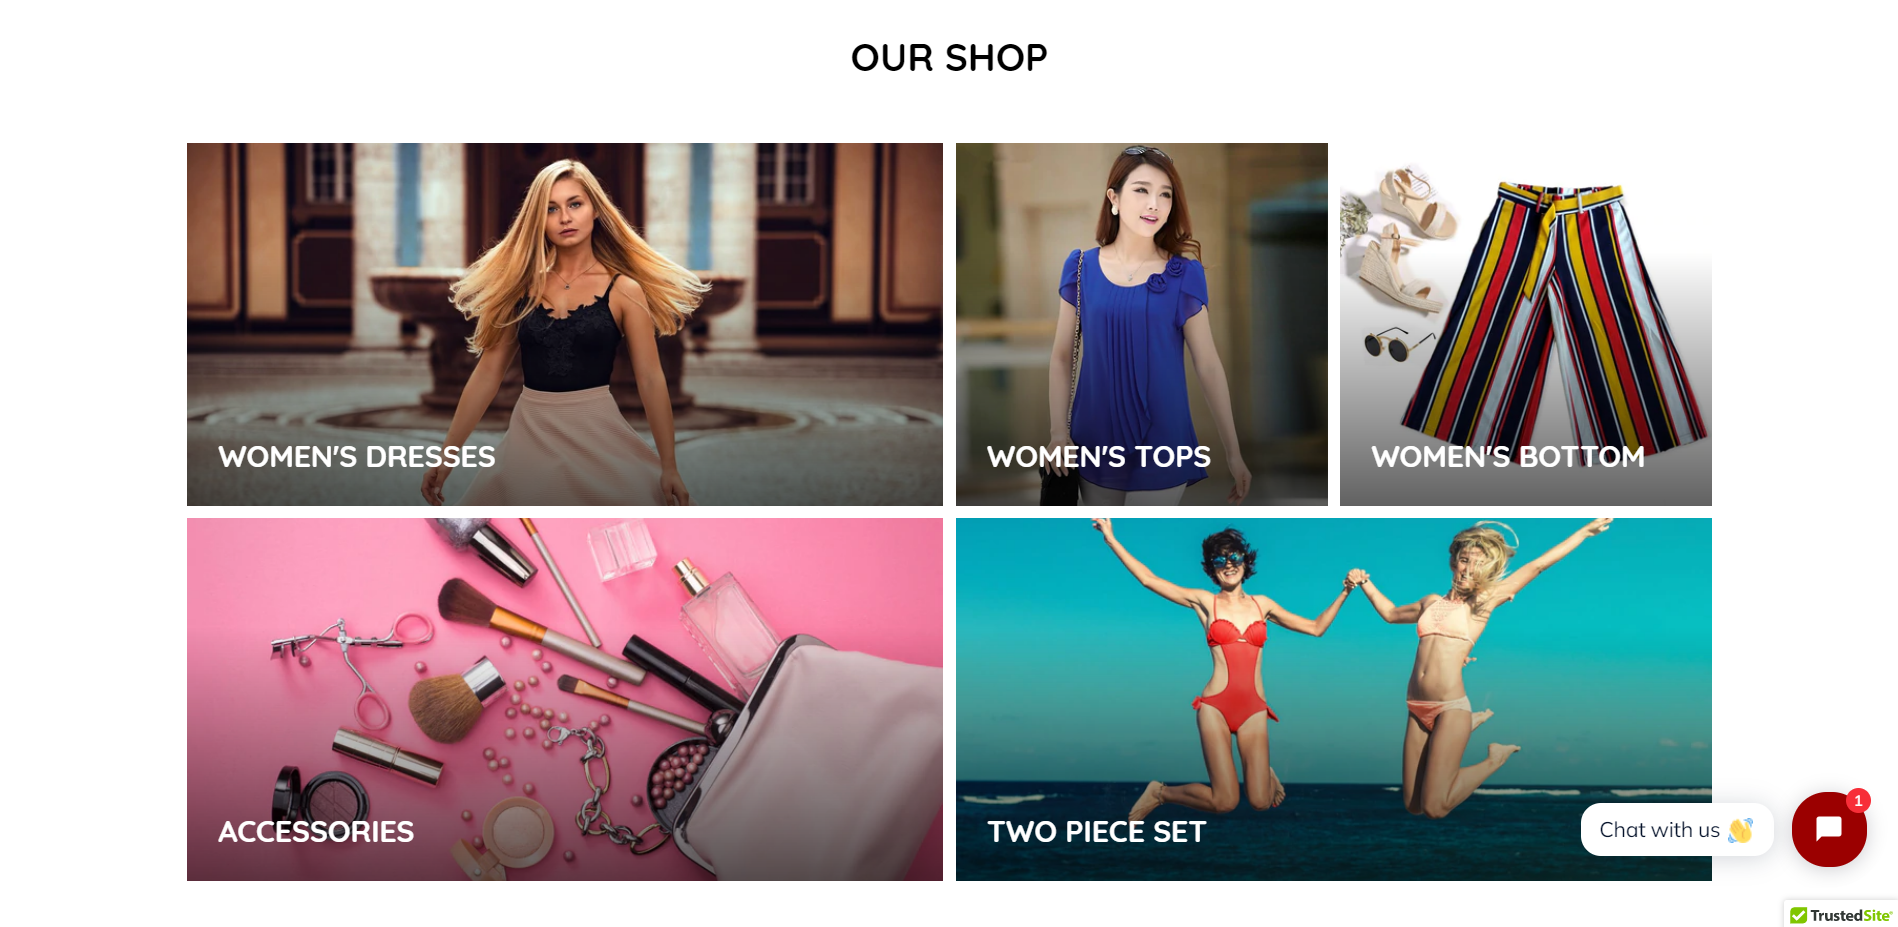 OUR SHOP
WOMEN'S DRESSES
WOMEN'S TOPS
WOMEN'S BOTTOM
ACCESSORIES
TWO PIECE SET
1
Chat with us 👋
TrustedSite